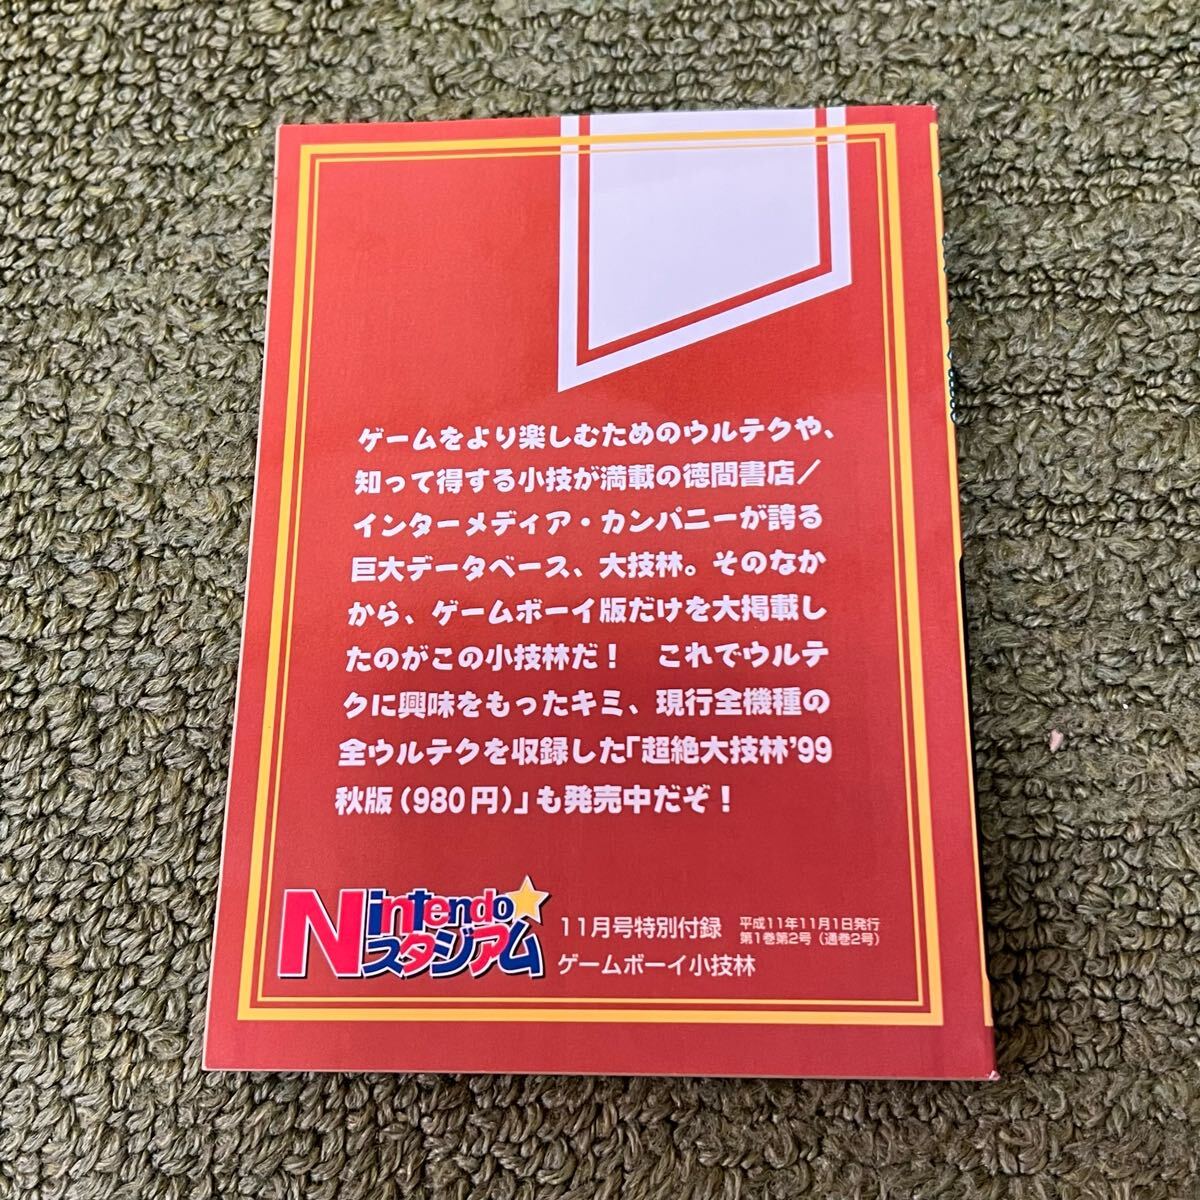 ゲームをより楽しむためのウルテクや、
知って得する小技が満載の徳間書店／
インターメディア・カンパニーが誇る
巨大データベース、大技林。そのなか
から、ゲームボーイ版だけを大掲載し
たのがこの小技林だ！　これでウルテ
クに興味をもったキミ、現行全機種の
全ウルテクを収録した「超絶大技林’99
秋版（980円）」も発売中だぞ！
Nintendo
スタジアム
11月号特別付録
ゲームボーイ小技林
平成11年11月1日発行
第1巻第2号（通巻2号）